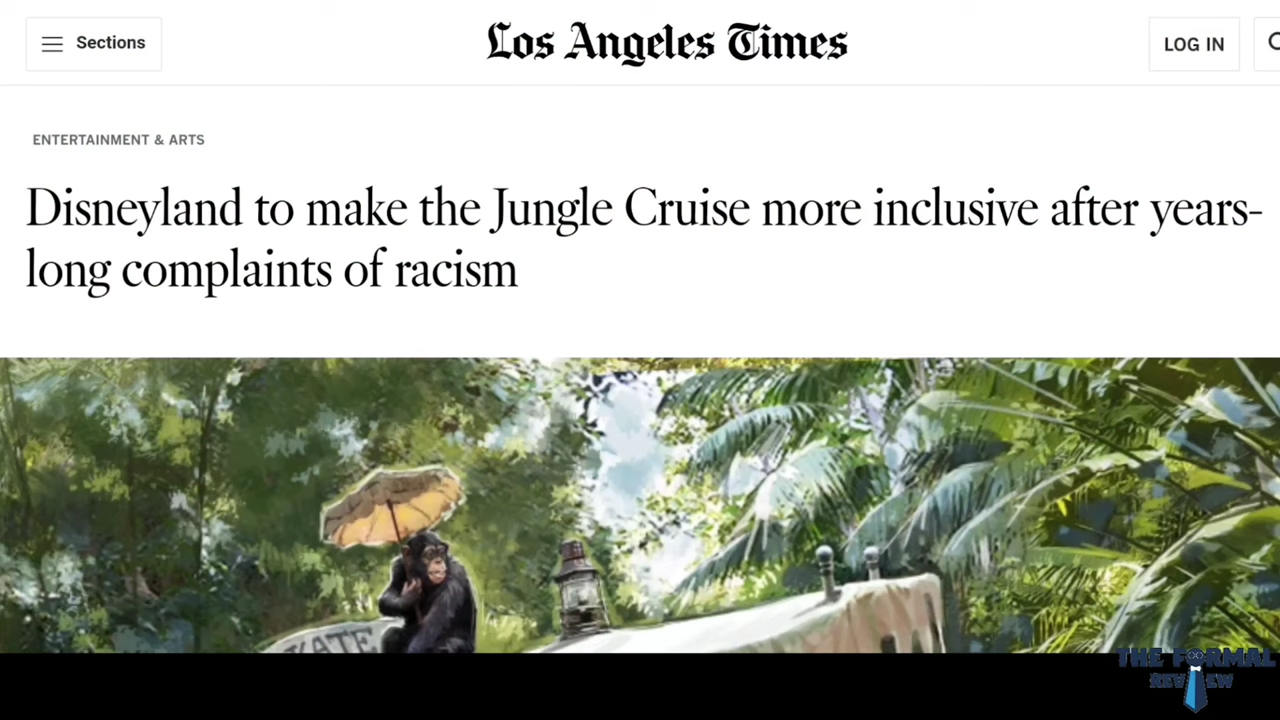 Sections
Los Angeles Times
LOG IN
ENTERTAINMENT & ARTS
Disneyland to make the Jungle Cruise more inclusive after years-
long complaints of racism
KATE
THE FORMAL
REVIEW